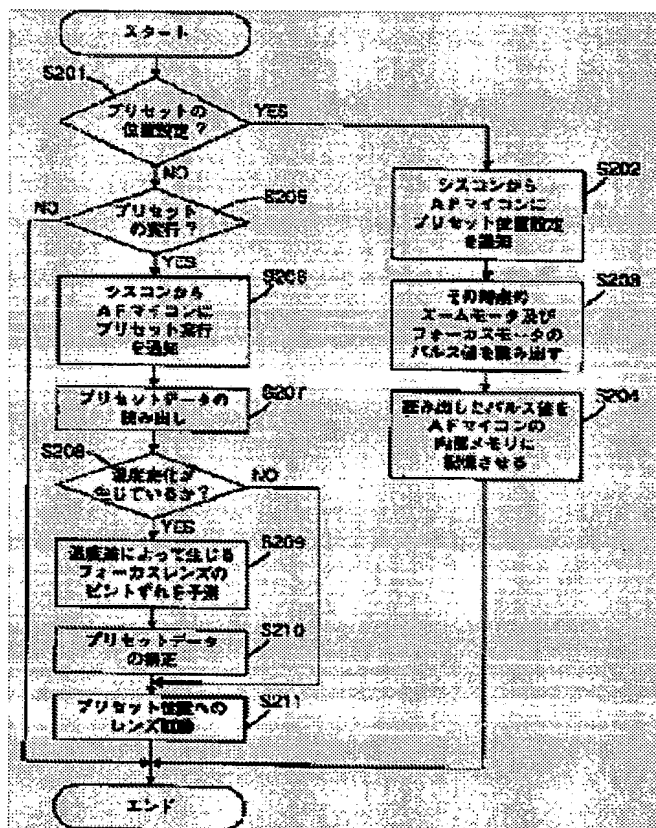 スタート
S201
プリセットの
位置設定？
YES
NO
S202
シスコンから
AFマイコンに
プリセット位置設定
を通知
S203
その時点の
ズームモータ及び
フォーカスモータの
パルス値を読み出す
S204
読み出したパルス値を
AFマイコンの
内部メモリに
記憶させる
S205
プリセット
の実行？
NO
YES
S206
シスコンから
AFマイコンに
プリセット実行
を通知
S207
プリセットデータの
読み出し
S208
温度変化が
生じているか？
NO
YES
S209
温度差によって生じる
フォーカスレンズの
ピントずれを予測
S210
プリセットデータ
の補正
S211
プリセット位置への
レンズ駆動
エンド